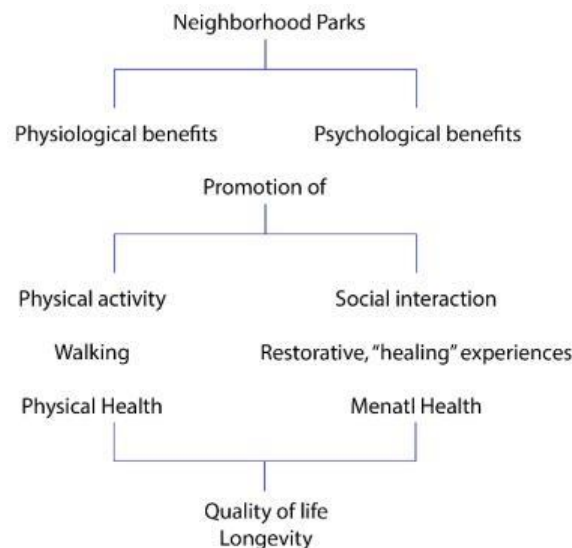 Neighborhood Parks
Physiological benefits
Psychological benefits
Promotion of
Physical activity
Social interaction
Walking
Restorative, “healing” experiences
Physical Health
Menatl Health
Quality of life
Longevity